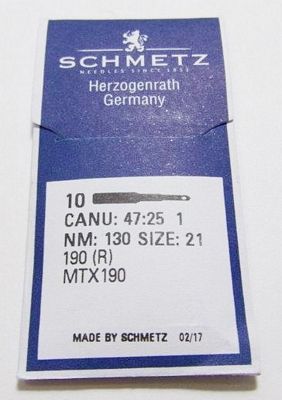 SCHMETZ
NEEDLES SINCE 1851
Herzogenrath
Germany
10
CANU: 47:25 1
NM: 130 SIZE: 21
190 (R)
MTX190
MADE BY SCHMETZ 02/17